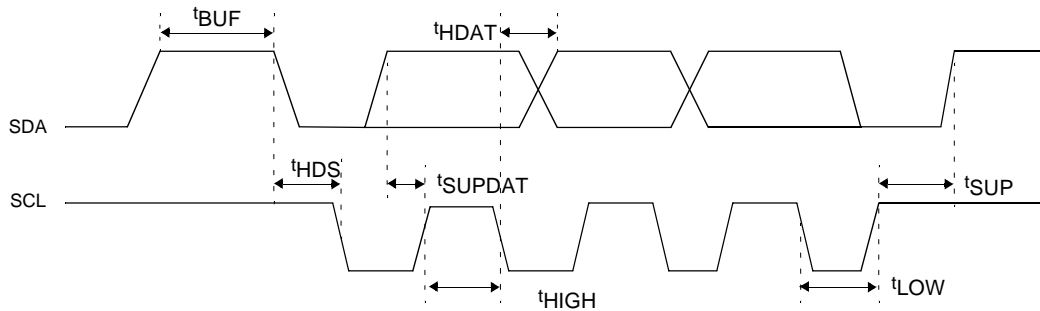 tBUF
tHDAT
SDA
tHDS
tSUPDAT
tSUP
SCL
tHIGH
tLOW